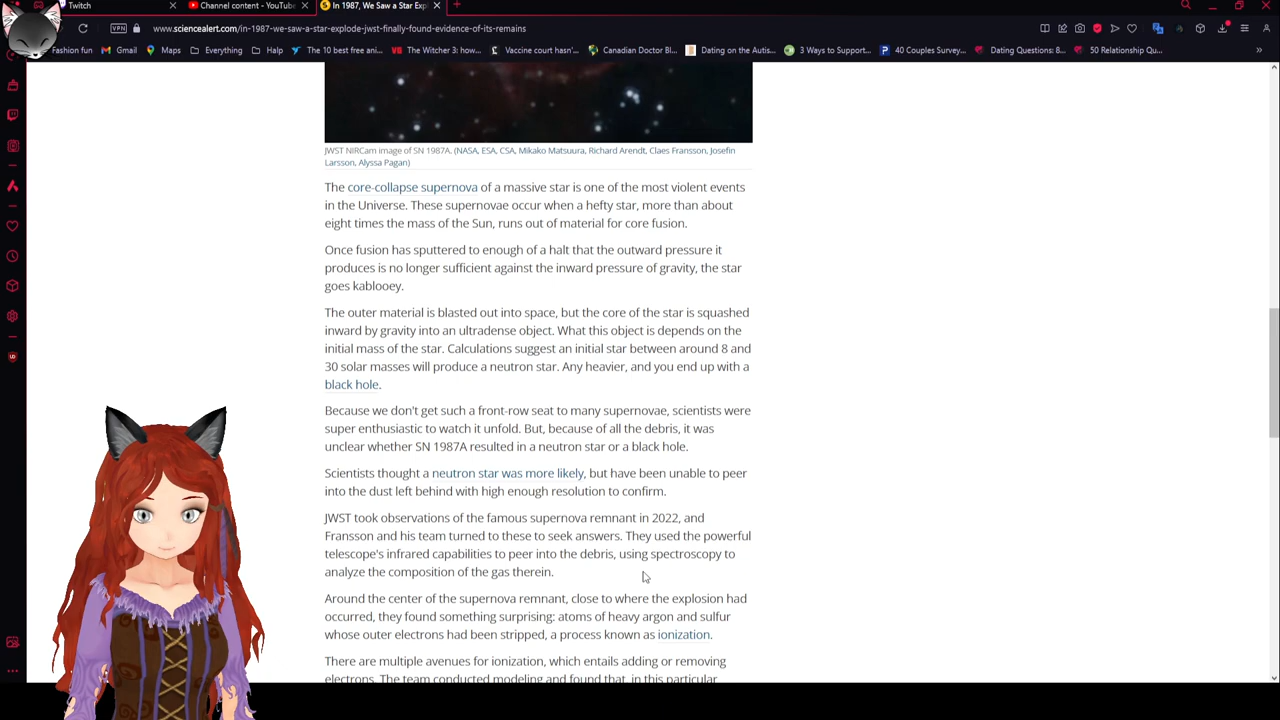 Twitch
Channel content - YouTube
In 1987, We Saw a Star Exp
VPN
www.sciencealert.com/in-1987-we-saw-a-star-explode-jwst-finally-found-evidence-of-its-remains
Fashion fun
Gmail
Maps
Everything
Halp
The 10 best free ani...
The Witcher 3: how...
Vaccine court hasn'...
Canadian Doctor Bl...
Dating on the Autis...
3 Ways to Support...
40 Couples Survey...
Dating Questions: 8...
50 Relationship Qu...
JWST NIRCam image of SN 1987A. (NASA, ESA, CSA, Mikako Matsuura, Richard Arendt, Claes Fransson, Josefin
Larsson, Alyssa Pagan)
The core-collapse supernova of a massive star is one of the most violent events
in the Universe. These supernovae occur when a hefty star, more than about
eight times the mass of the Sun, runs out of material for core fusion.
Once fusion has sputtered to enough of a halt that the outward pressure it
produces is no longer sufficient against the inward pressure of gravity, the star
goes kablooey.
The outer material is blasted out into space, but the core of the star is squashed
inward by gravity into an ultradense object. What this object is depends on the
initial mass of the star. Calculations suggest an initial star between around 8 and
30 solar masses will produce a neutron star. Any heavier, and you end up with a
black hole.
Because we don't get such a front-row seat to many supernovae, scientists were
super enthusiastic to watch it unfold. But, because of all the debris, it was
unclear whether SN 1987A resulted in a neutron star or a black hole.
Scientists thought a neutron star was more likely, but have been unable to peer
into the dust left behind with high enough resolution to confirm.
JWST took observations of the famous supernova remnant in 2022, and
Fransson and his team turned to these to seek answers. They used the powerful
telescope's infrared capabilities to peer into the debris, using spectroscopy to
analyze the composition of the gas therein.
Around the center of the supernova remnant, close to where the explosion had
occurred, they found something surprising: atoms of heavy argon and sulfur
whose outer electrons had been stripped, a process known as ionization.
There are multiple avenues for ionization, which entails adding or removing
electrons. The team conducted modeling and found that, in this particular